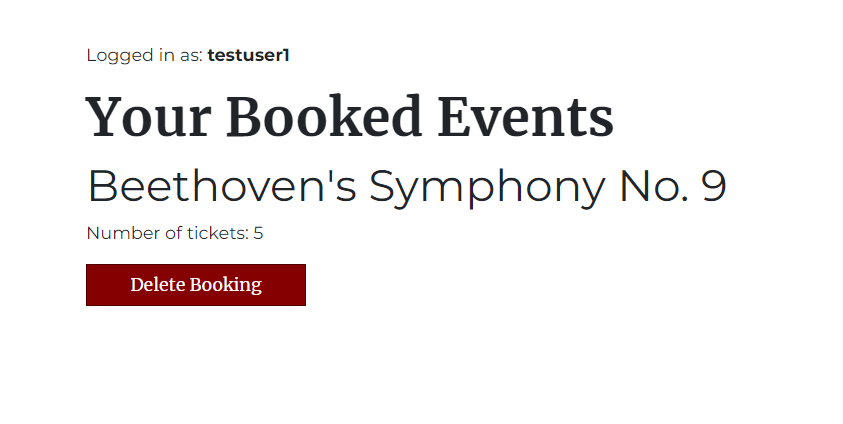 Logged in as: testuser1
Your Booked Events
Beethoven's Symphony No. 9
Number of tickets: 5
Delete Booking